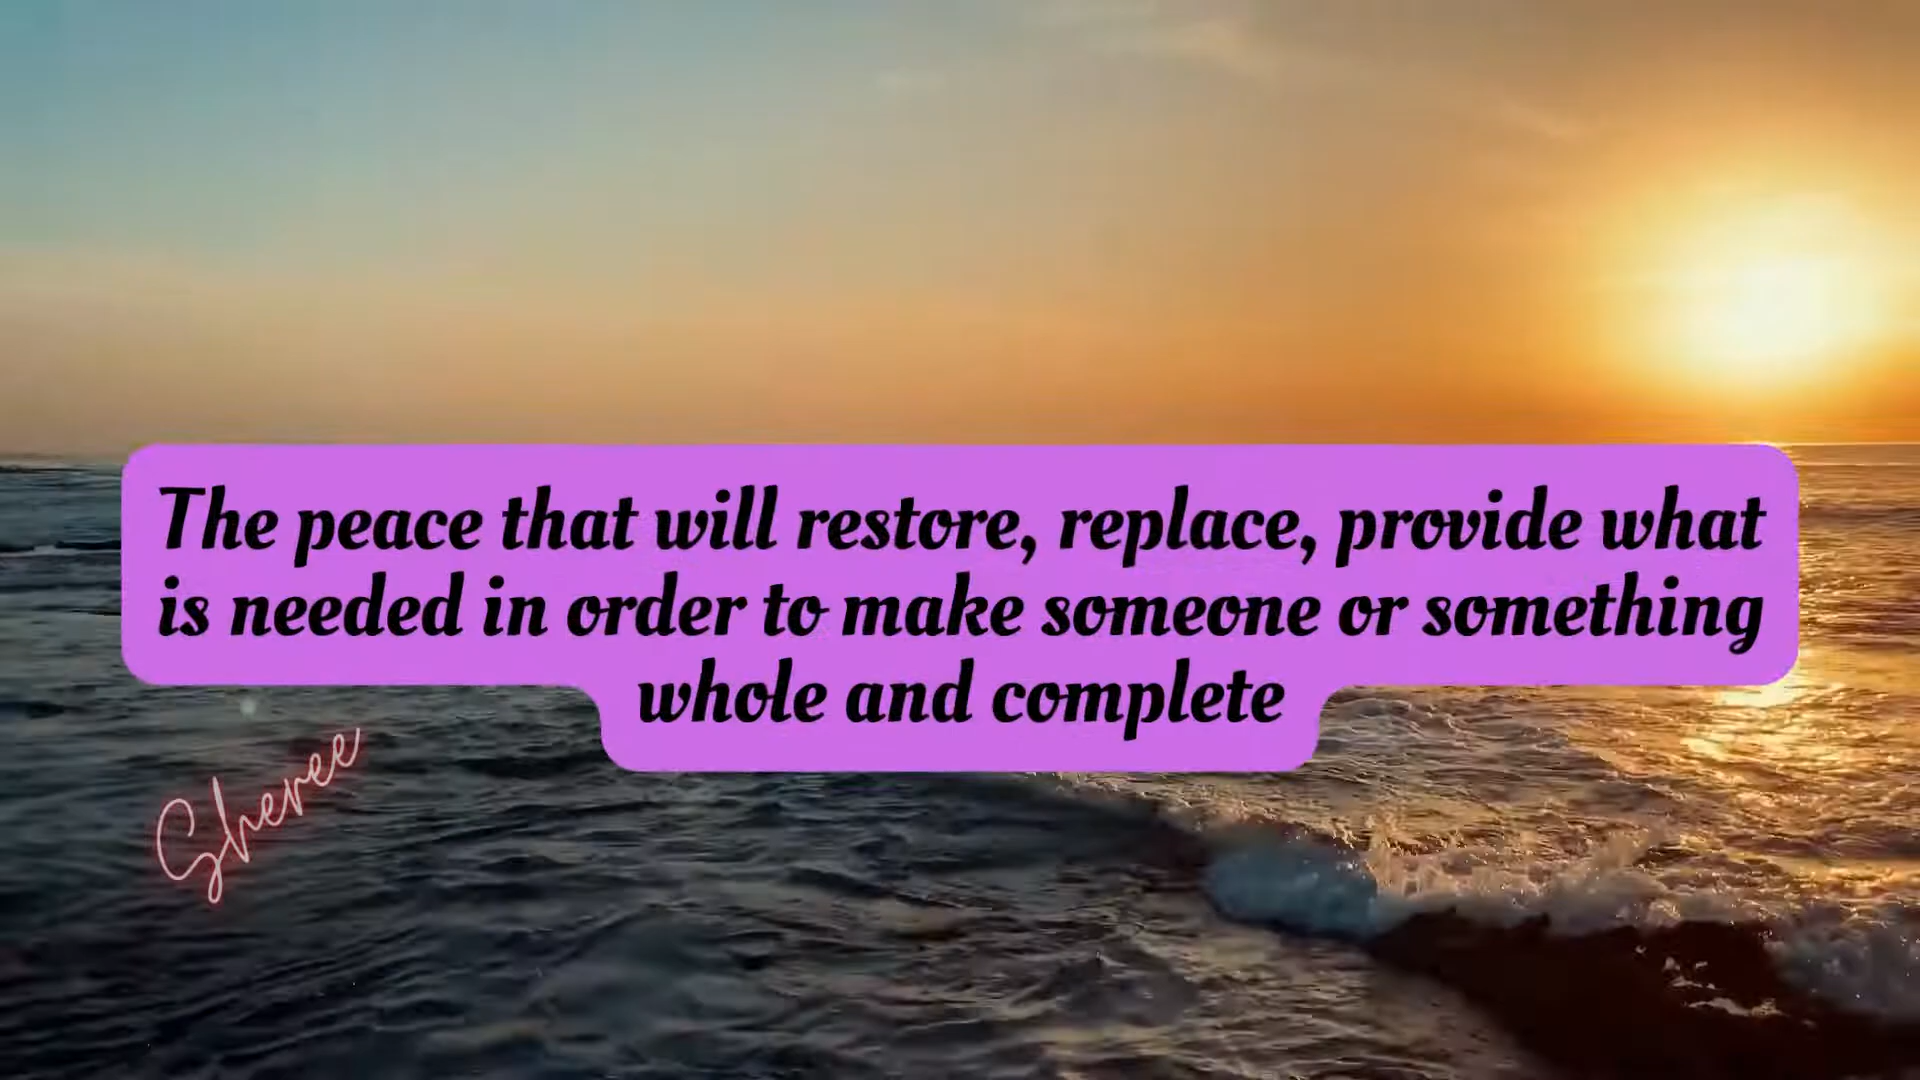 The peace that will restore, replace, provide what
is needed in order to make someone or something
whole and complete
Sheree